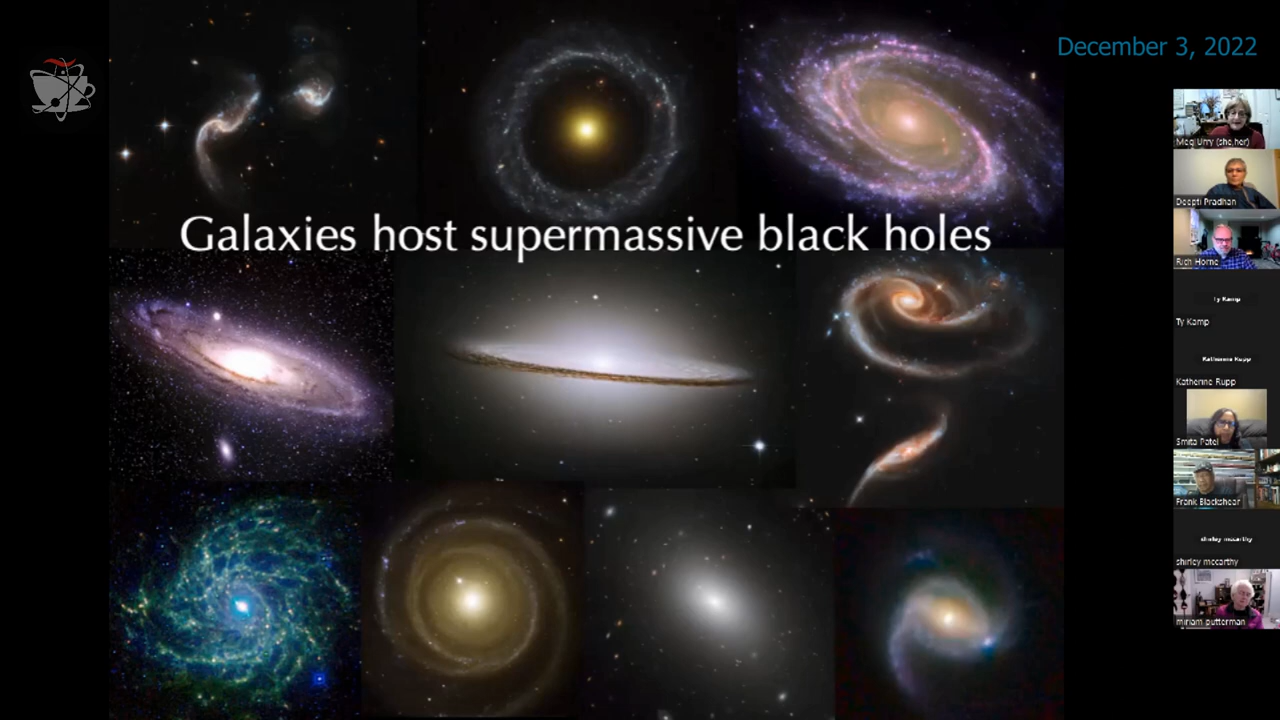 December 3, 2022
Galaxies host supermassive black holes
Meg Urry (she,her)
Deepti Pradhan
Rich Horne
Ty Kamp
Ty Kamp
Katherine Rupp
Katherine Rupp
Smita Patel
Frank Blackshear
shirley mccarthy
shirley mccarthy
miriam putterman